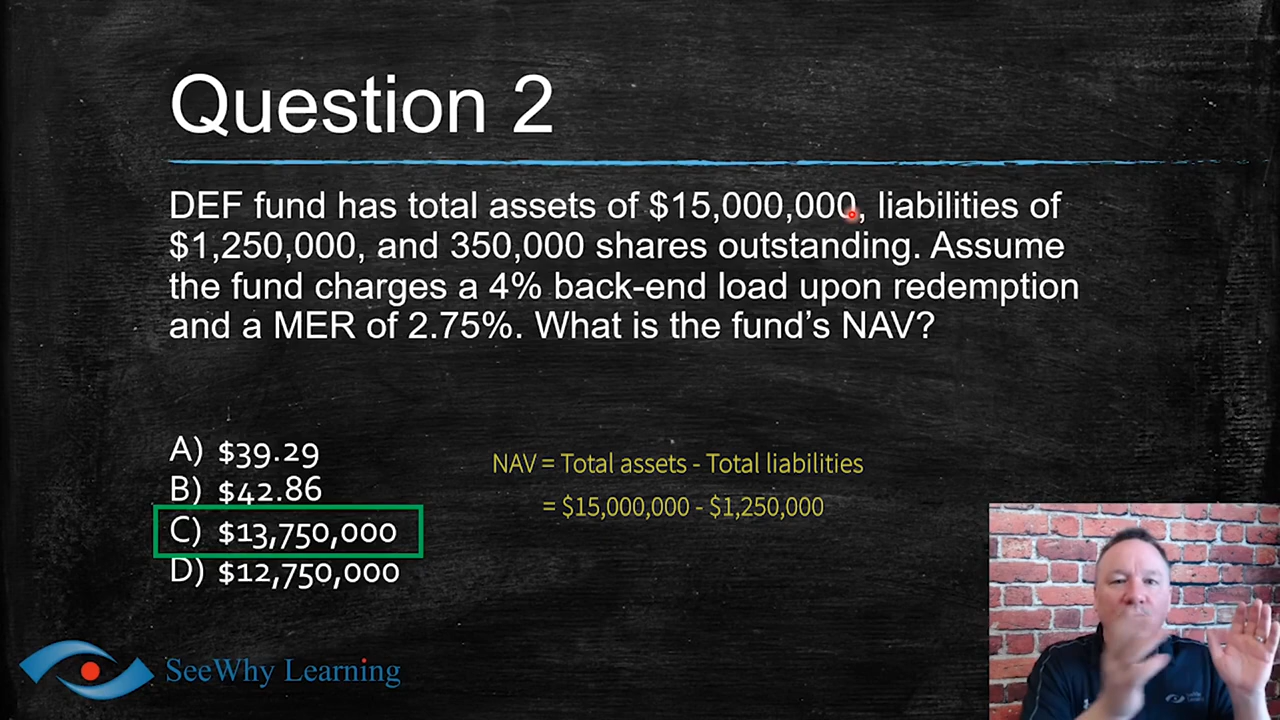 Question 2
DEF fund has total assets of $15,000,000, liabilities of
$1,250,000, and 350,000 shares outstanding. Assume
the fund charges a 4% back-end load upon redemption
and a MER of 2.75%. What is the fund's NAV?
A) $39.29
B) $42.86
C) $13,750,000
D) $12,750,000
NAV = Total assets - Total liabilities
= $15,000,000 - $1,250,000
SeeWhy Learning